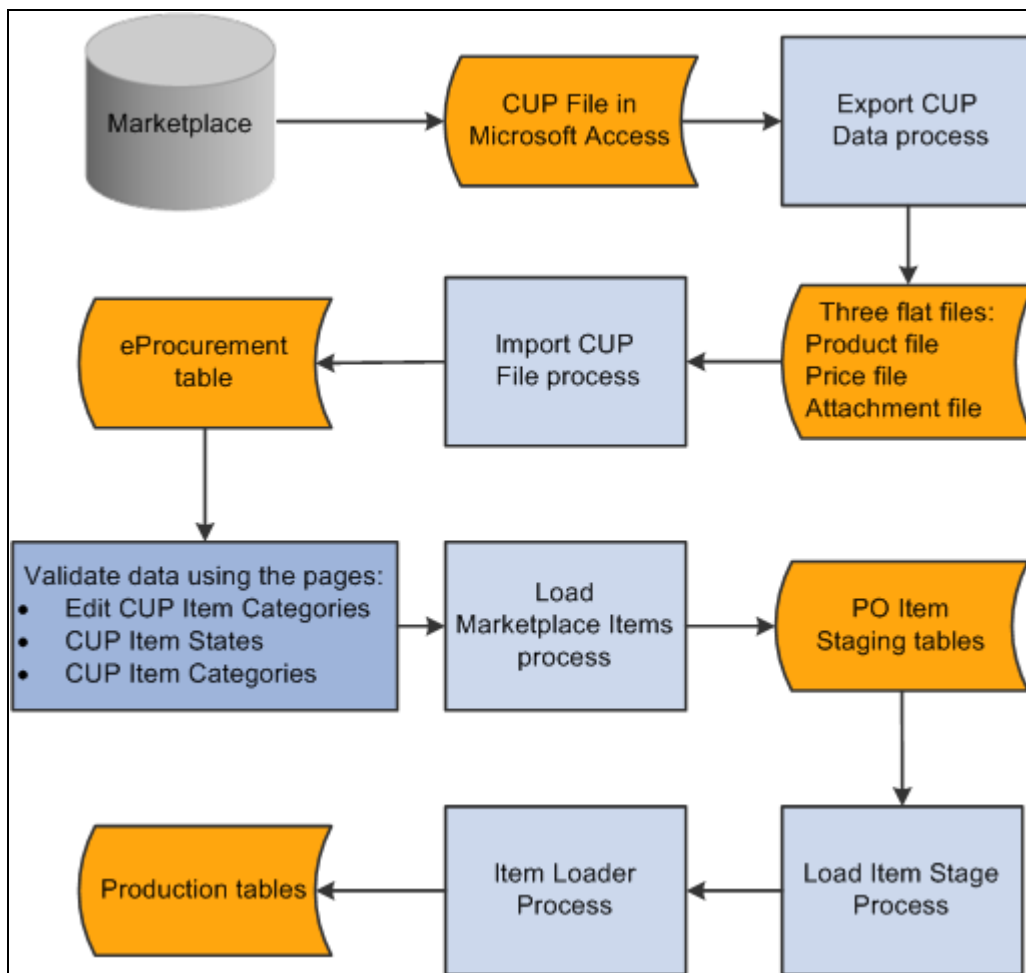 Marketplace
CUP File in
Microsoft Access
Export CUP
Data process
Three flat files:
Product file
Price file
Attachment file
Import CUP
File process
eProcurement
table
Validate data using the pages:
• Edit CUP Item Categories
• CUP Item States
• CUP Item Categories
Load
Marketplace Items
process
PO Item
Staging tables
Load Item Stage
Process
Item Loader
Process
Production tables